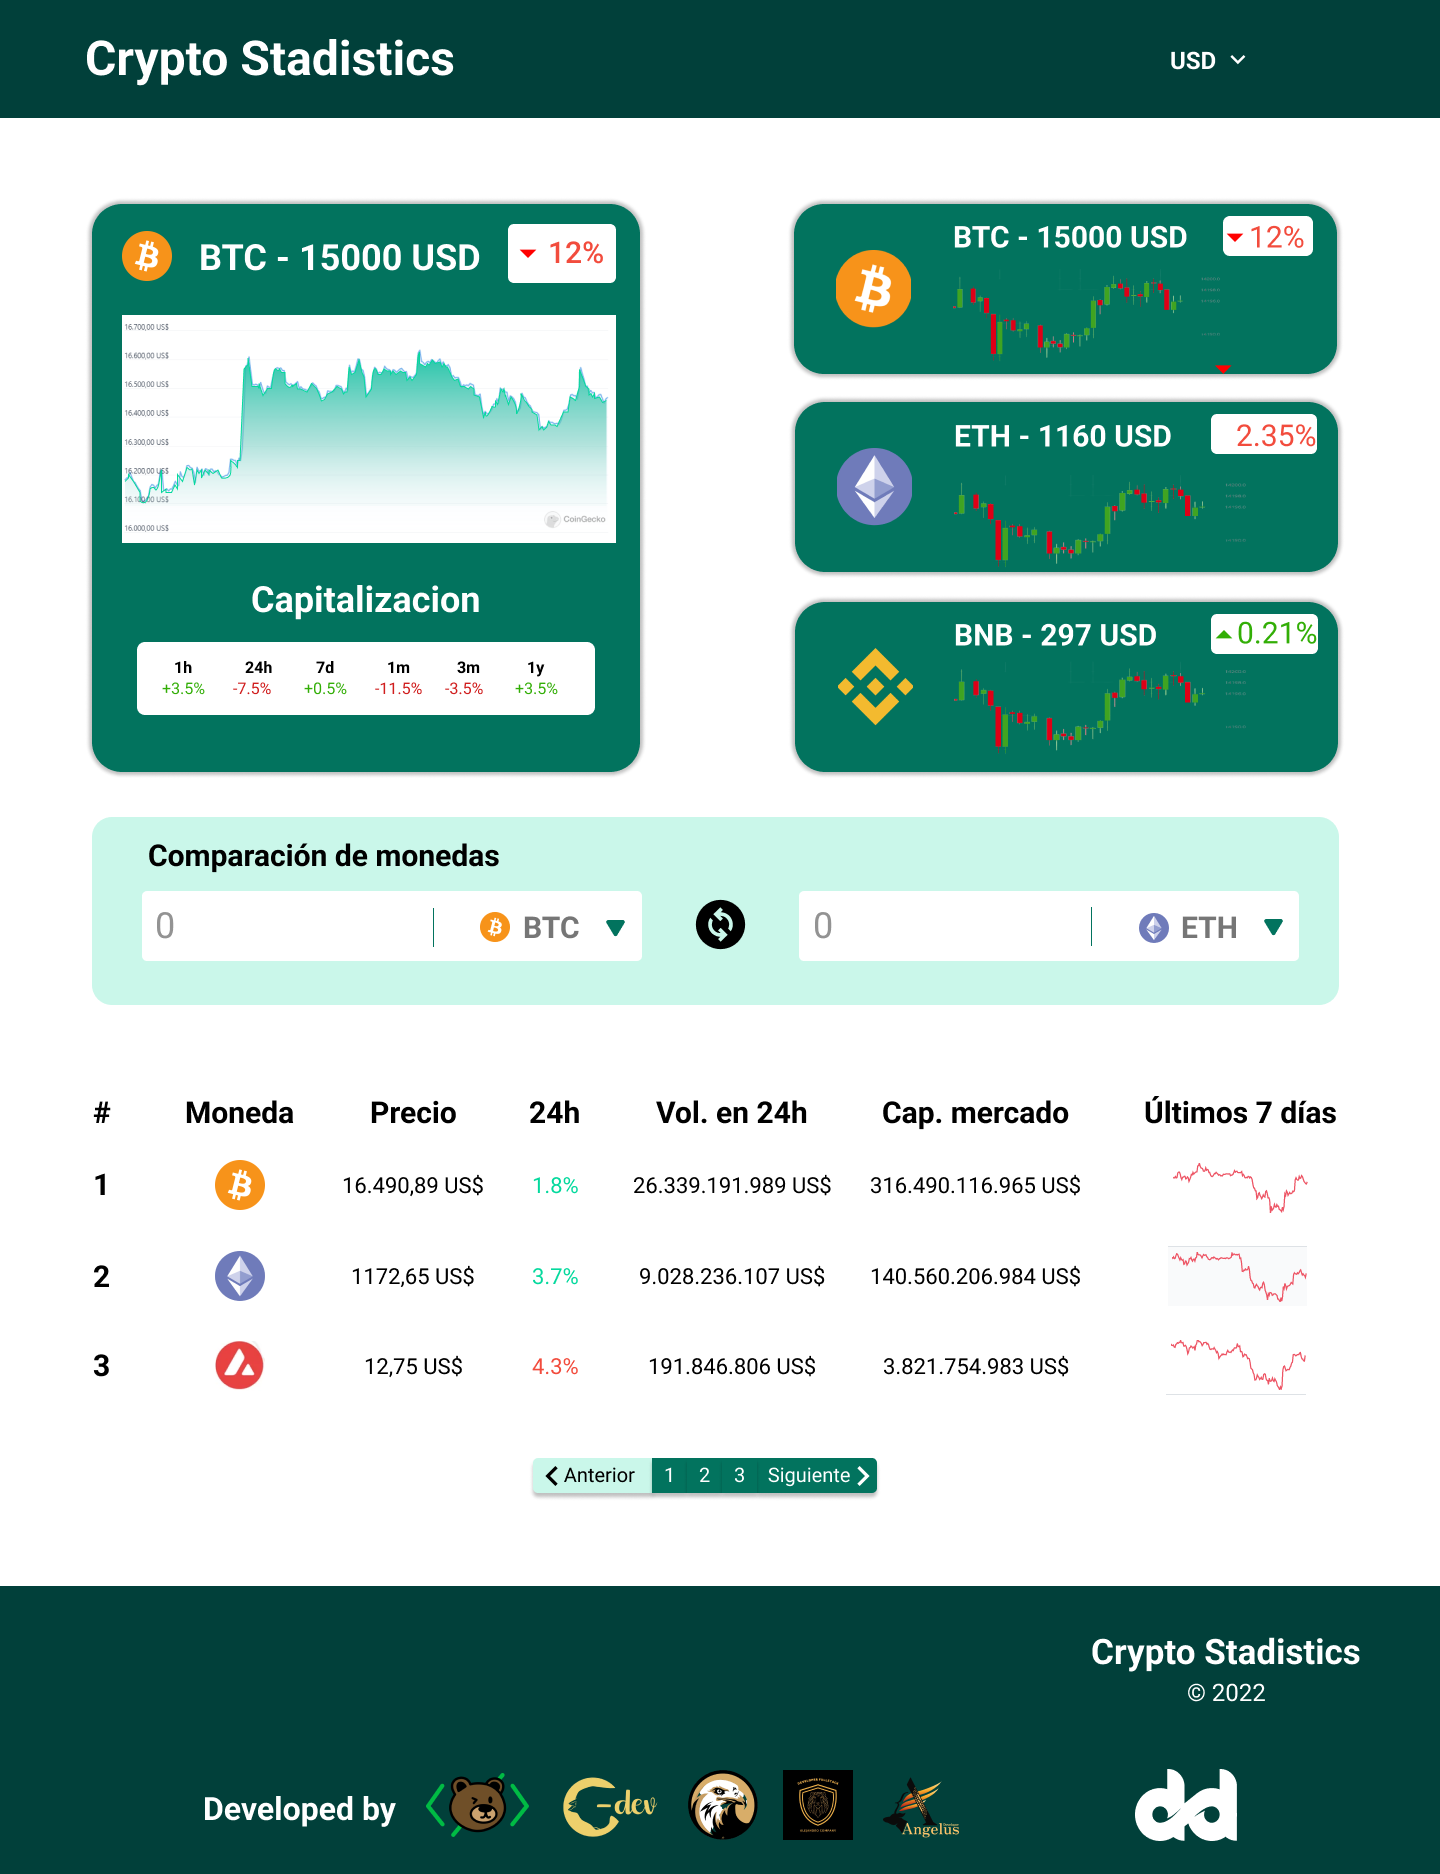 Crypto Stadistics
USD
BTC - 15000 USD
12%
16.700,00 US$
16.600,00 US$
16.500,00 US$
16.400,00 US$
16.300,00 US$
16.200,00 US$
16.100,00 US$
16.000,00 US$
CoinGecko
Capitalizacion
1h 24h 7d 1m 3m 1y
+3.5% -7.5% +0.5% -11.5% -3.5% +3.5%
BTC - 15000 USD
12%
ETH - 1160 USD
2.35%
BNB - 297 USD
0.21%
Comparación de monedas
0 BTC
0 ETH
# Moneda Precio 24h Vol. en 24h Cap. mercado Últimos 7 días
1 16.490,89 US$ 1.8% 26.339.191.989 US$ 316.490.116.965 US$
2 1172,65 US$ 3.7% 9.028.236.107 US$ 140.560.206.984 US$
3 12,75 US$ 4.3% 191.846.806 US$ 3.821.754.983 US$
Anterior 1 2 3 Siguiente
Crypto Stadistics
© 2022
Developed by
C-dev
DEVELOPER FULLSTACK
Angelus
dd